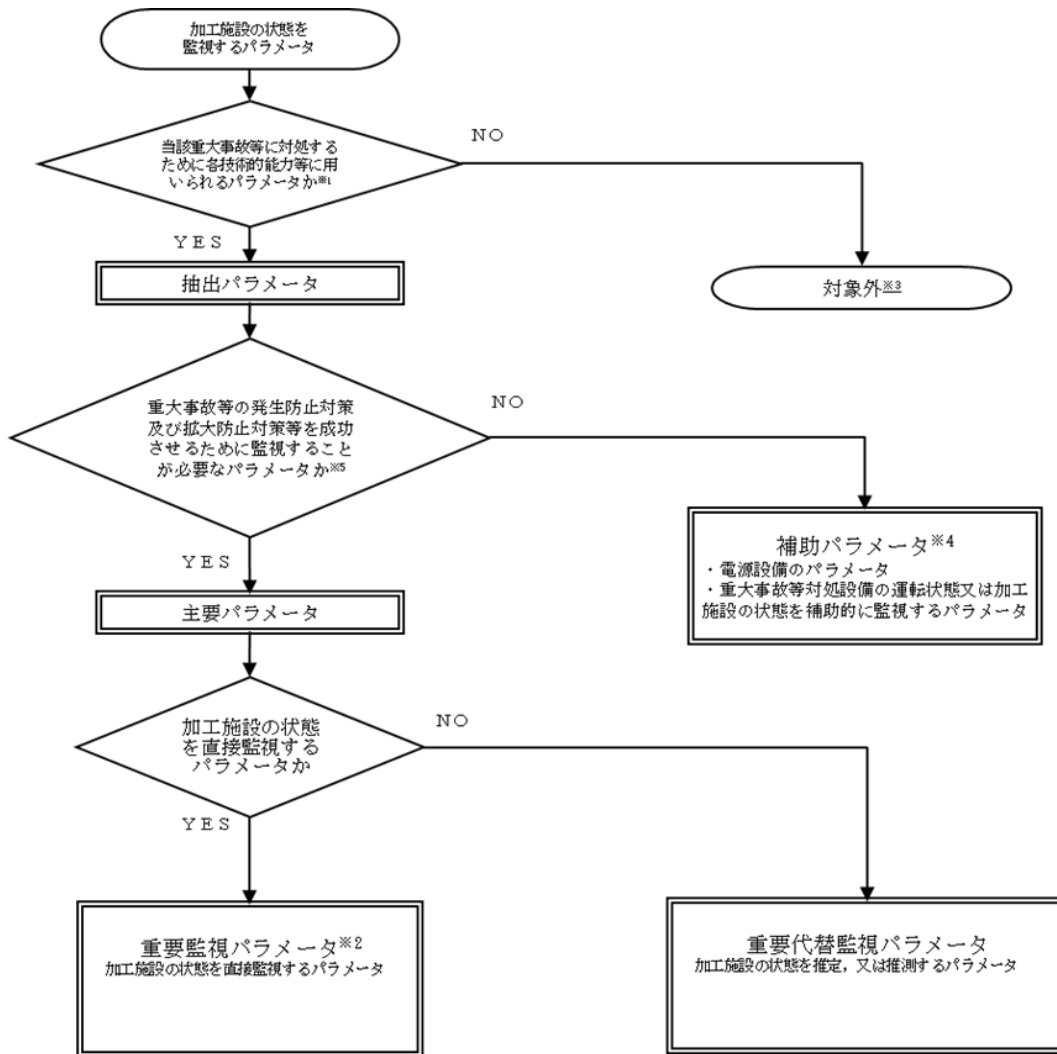 加工施設の状態を
監視するパラメータ
当該重大事故等に対処する
ために各技術的能力等に用
いられるパラメータか※1
NO
YES
抽出パラメータ
対象外※3
重大事故等の発生防止対策
及び拡大防止対策等を成功
させるために監視すること
が必要なパラメータか※5
NO
YES
補助パラメータ※4
・電源設備のパラメータ
・重大事故等対処設備の運転状態又は加工
施設の状態を補助的に監視するパラメータ
主要パラメータ
加工施設の状態
を直接監視する
パラメータか
NO
YES
重要監視パラメータ※2
加工施設の状態を直接監視するパラメータ
重要代替監視パラメータ
加工施設の状態を推定，又は推測するパラメータ